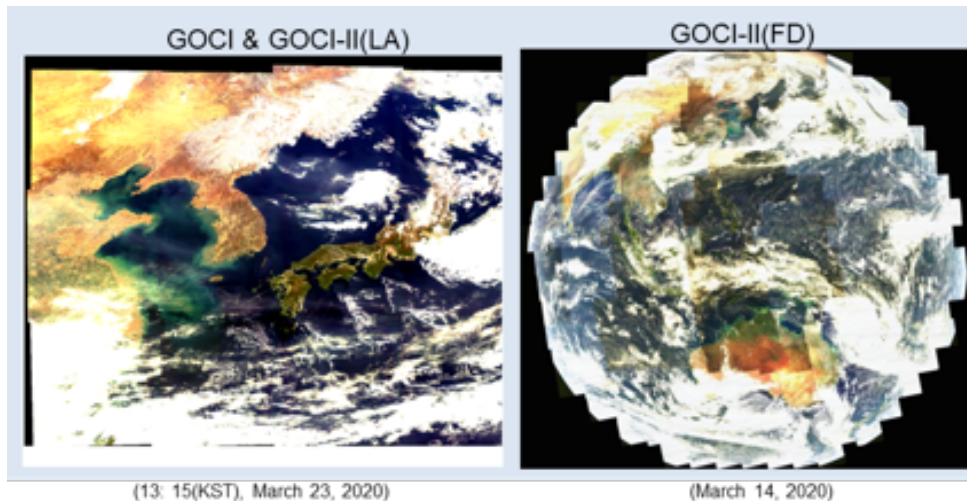 GOCI & GOCI-II(LA)
GOCI-II(FD)
(13: 15(KST), March 23, 2020)
(March 14, 2020)